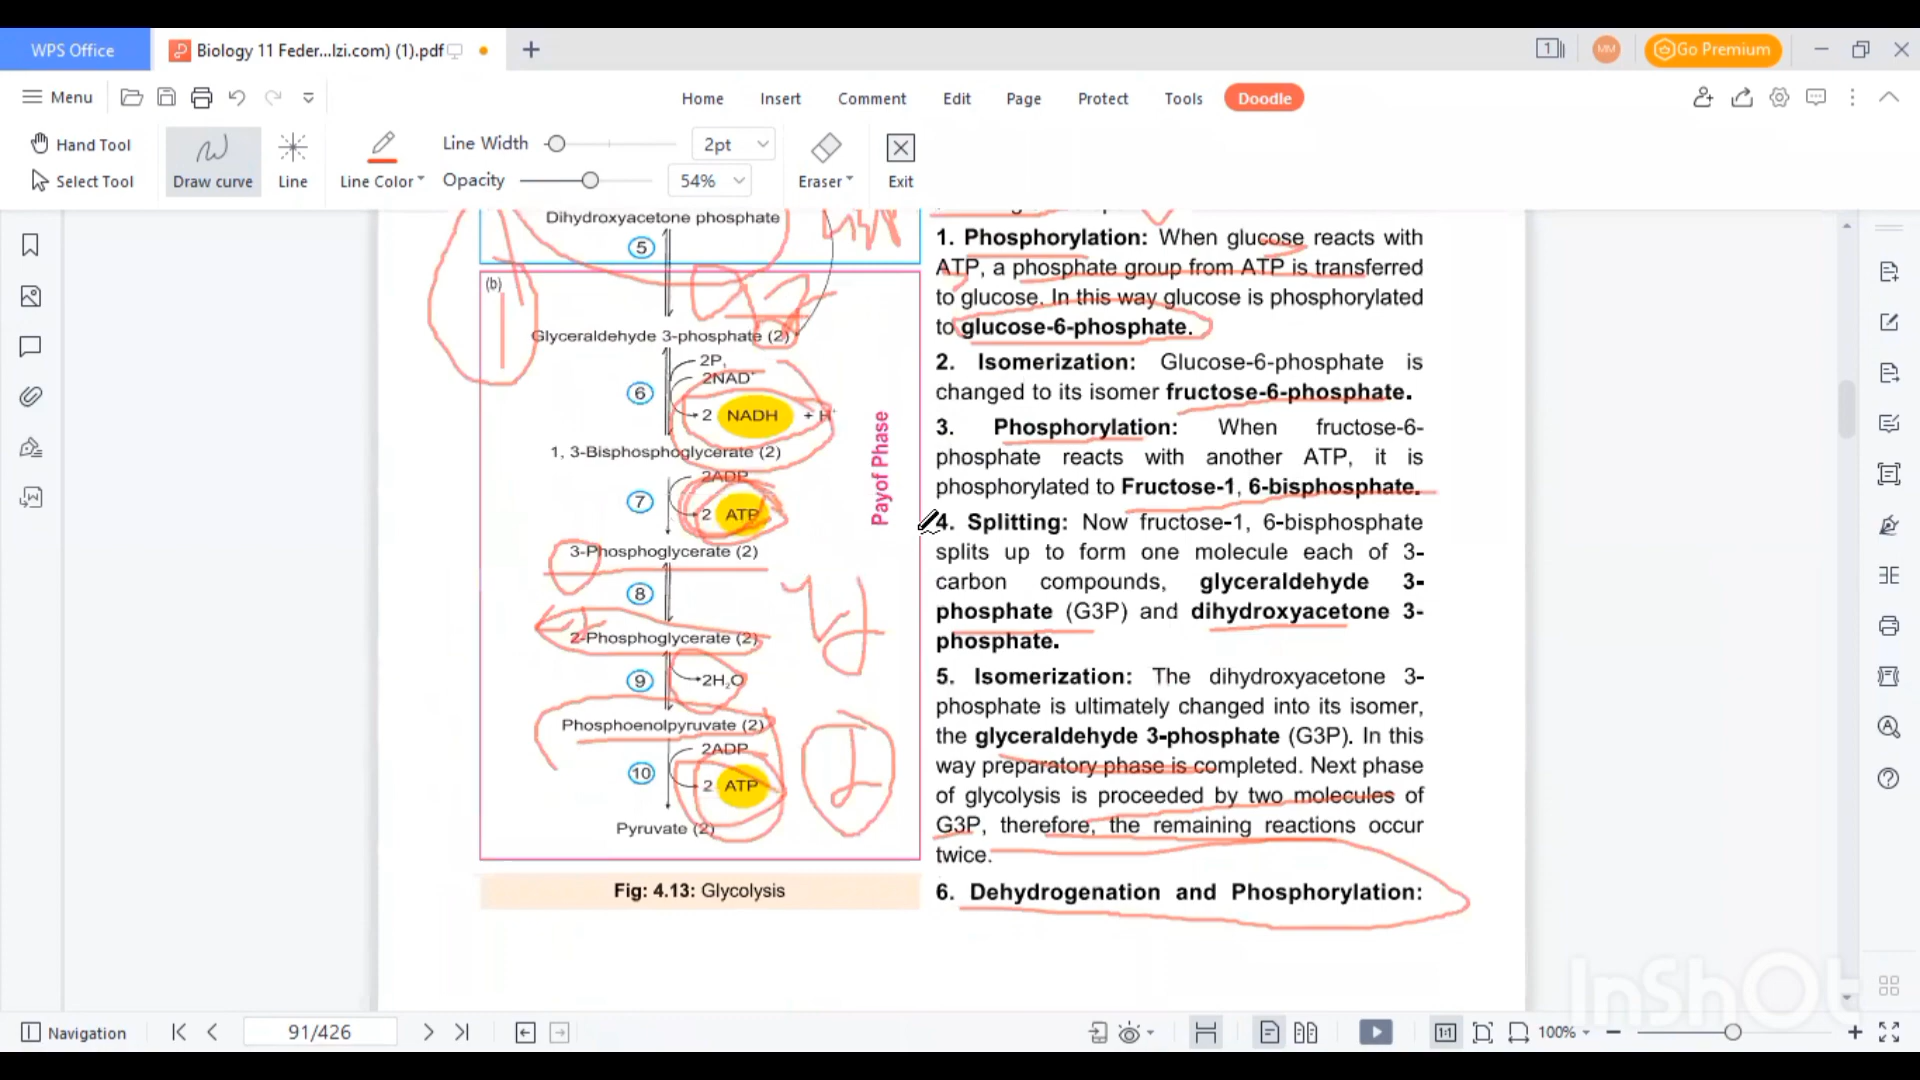 WPS Office
Biology 11 Feder...lzi.com) (1).pdf
1
MM
Go Premium
Menu
Home Insert Comment Edit Page Protect Tools Doodle
Hand Tool
Select Tool
Draw curve
Line
Line Color
Line Width
2pt
Opacity
54%
Eraser
Exit
Dihydroxyacetone phosphate
5
(b)
Glyceraldehyde 3-phosphate (2)
2Pi
2NAD+
6
2 NADH + H+
1, 3-Bisphosphoglycerate (2)
2ADP
7
2 ATP
3-Phosphoglycerate (2)
8
2-Phosphoglycerate (2)
9
2H₂O
Phosphoenolpyruvate (2)
2ADP
10
2 ATP
Pyruvate (2)
Payof Phase
Fig: 4.13: Glycolysis
1. Phosphorylation: When glucose reacts with
ATP, a phosphate group from ATP is transferred
to glucose. In this way glucose is phosphorylated
to glucose-6-phosphate.
2. Isomerization: Glucose-6-phosphate is
changed to its isomer fructose-6-phosphate.
3. Phosphorylation: When fructose-6-
phosphate reacts with another ATP, it is
phosphorylated to Fructose-1, 6-bisphosphate.
4. Splitting: Now fructose-1, 6-bisphosphate
splits up to form one molecule each of 3-
carbon compounds, glyceraldehyde 3-
phosphate (G3P) and dihydroxyacetone 3-
phosphate.
5. Isomerization: The dihydroxyacetone 3-
phosphate is ultimately changed into its isomer,
the glyceraldehyde 3-phosphate (G3P). In this
way preparatory phase is completed. Next phase
of glycolysis is proceeded by two molecules of
G3P, therefore, the remaining reactions occur
twice.
6. Dehydrogenation and Phosphorylation:
InShOt
Navigation
91/426
1:1
100%